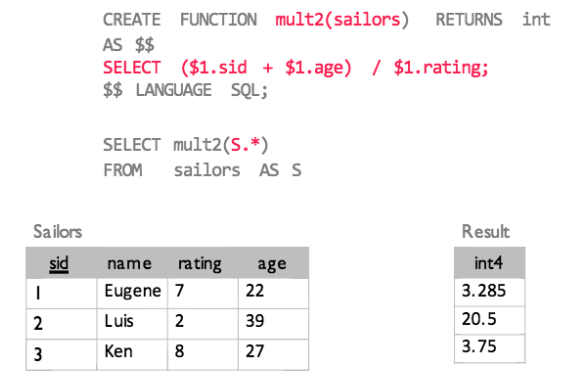 CREATE FUNCTION mult2(sailors) RETURNS int
AS $$
SELECT ($1.sid + $1.age) / $1.rating;
$$ LANGUAGE SQL;
SELECT mult2(S.*)
FROM sailors AS S
Sailors
sid name rating age
1 Eugene 7 22
2 Luis 2 39
3 Ken 8 27
Result
int4
3.285
20.5
3.75